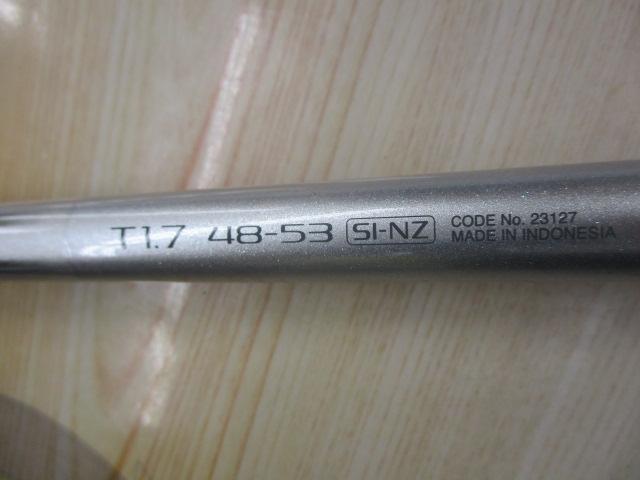 T1.7 48-53 SI-NZ CODE No. 23127
MADE IN INDONESIA